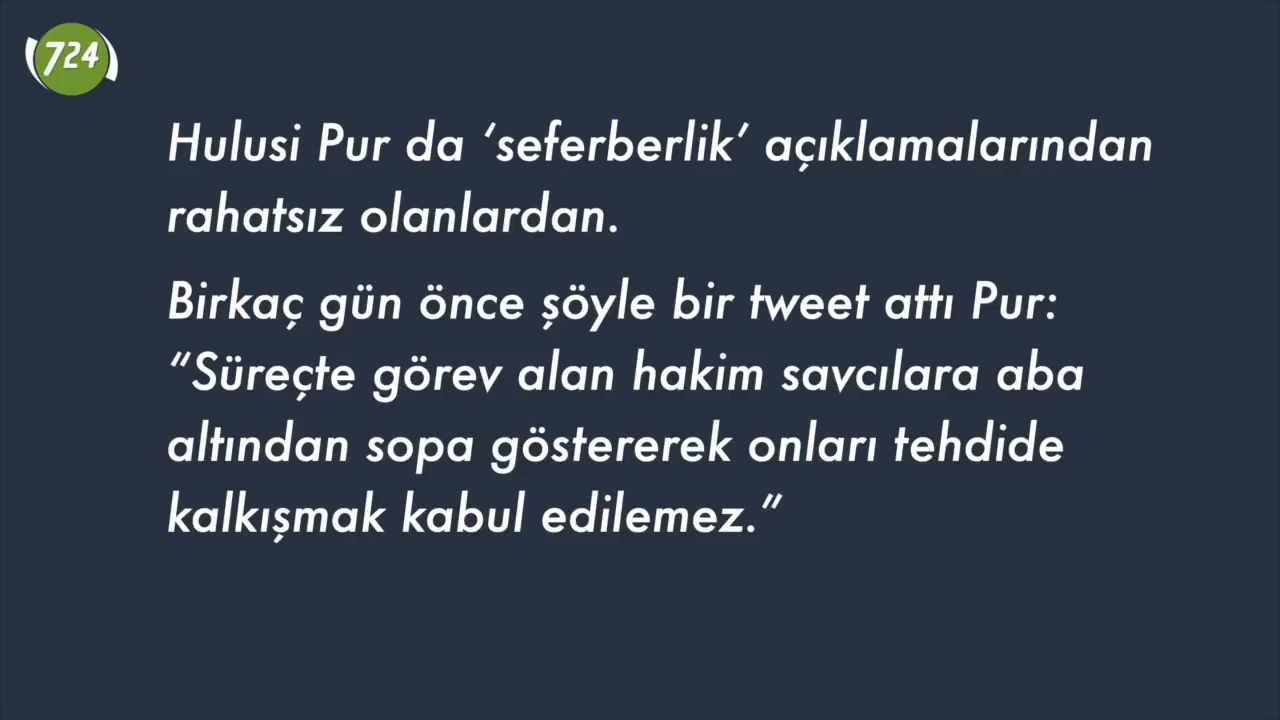 724
Hulusi Pur da ‘seferberlik’ açıklamalarından
rahatsız olanlardan.
Birkaç gün önce şöyle bir tweet attı Pur:
“Süreçte görev alan hakim savcılara aba
altından sopa göstererek onları tehdide
kalkışmak kabul edilemez.”